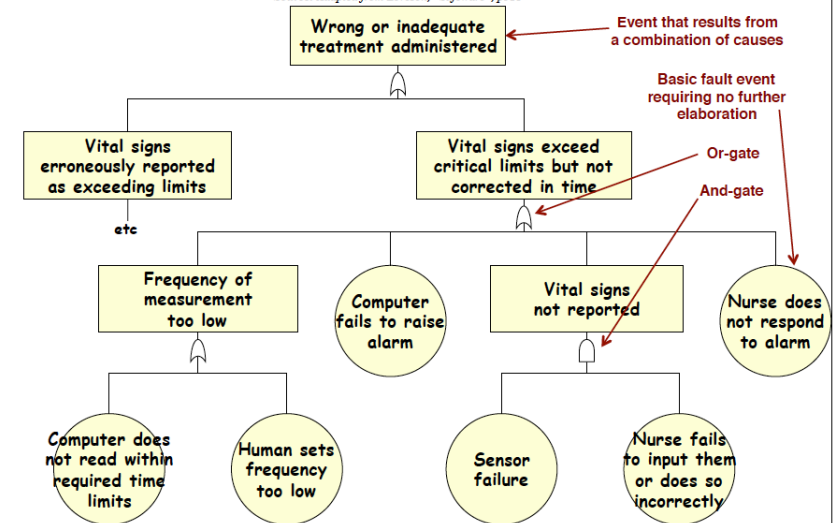 Wrong or inadequate
treatment administered
Event that results from
a combination of causes
Basic fault event
requiring no further
elaboration
Vital signs
erroneously reported
as exceeding limits
Vital signs exceed
critical limits but not
corrected in time
Or-gate
And-gate
etc
Frequency of
measurement
too low
Computer
fails to raise
alarm
Vital signs
not reported
Nurse does
not respond
to alarm
Computer does
not read within
required time
limits
Human sets
frequency
too low
Sensor
failure
Nurse fails
to input them
or does so
incorrectly